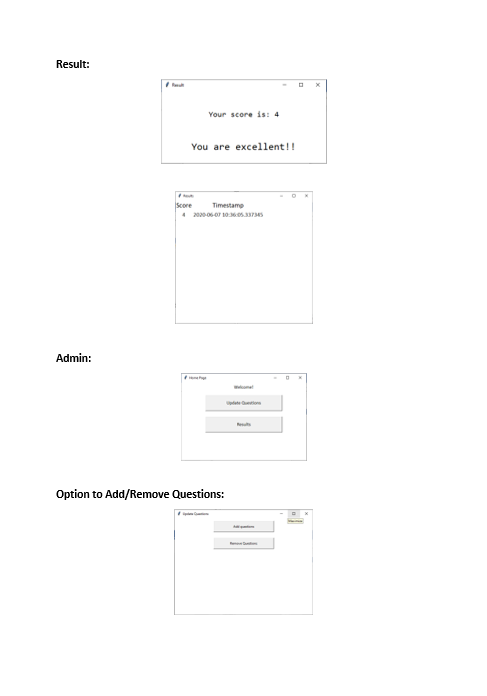 Result:
Result
Your score is: 4
You are excellent!!
Results
Score Timestamp
4 2020-06-07 10:36:05.337345
Admin:
Home Page
Welcome!
Update Questions
Results
Option to Add/Remove Questions:
Update Questions
Maximize
Add questions
Remove Questions